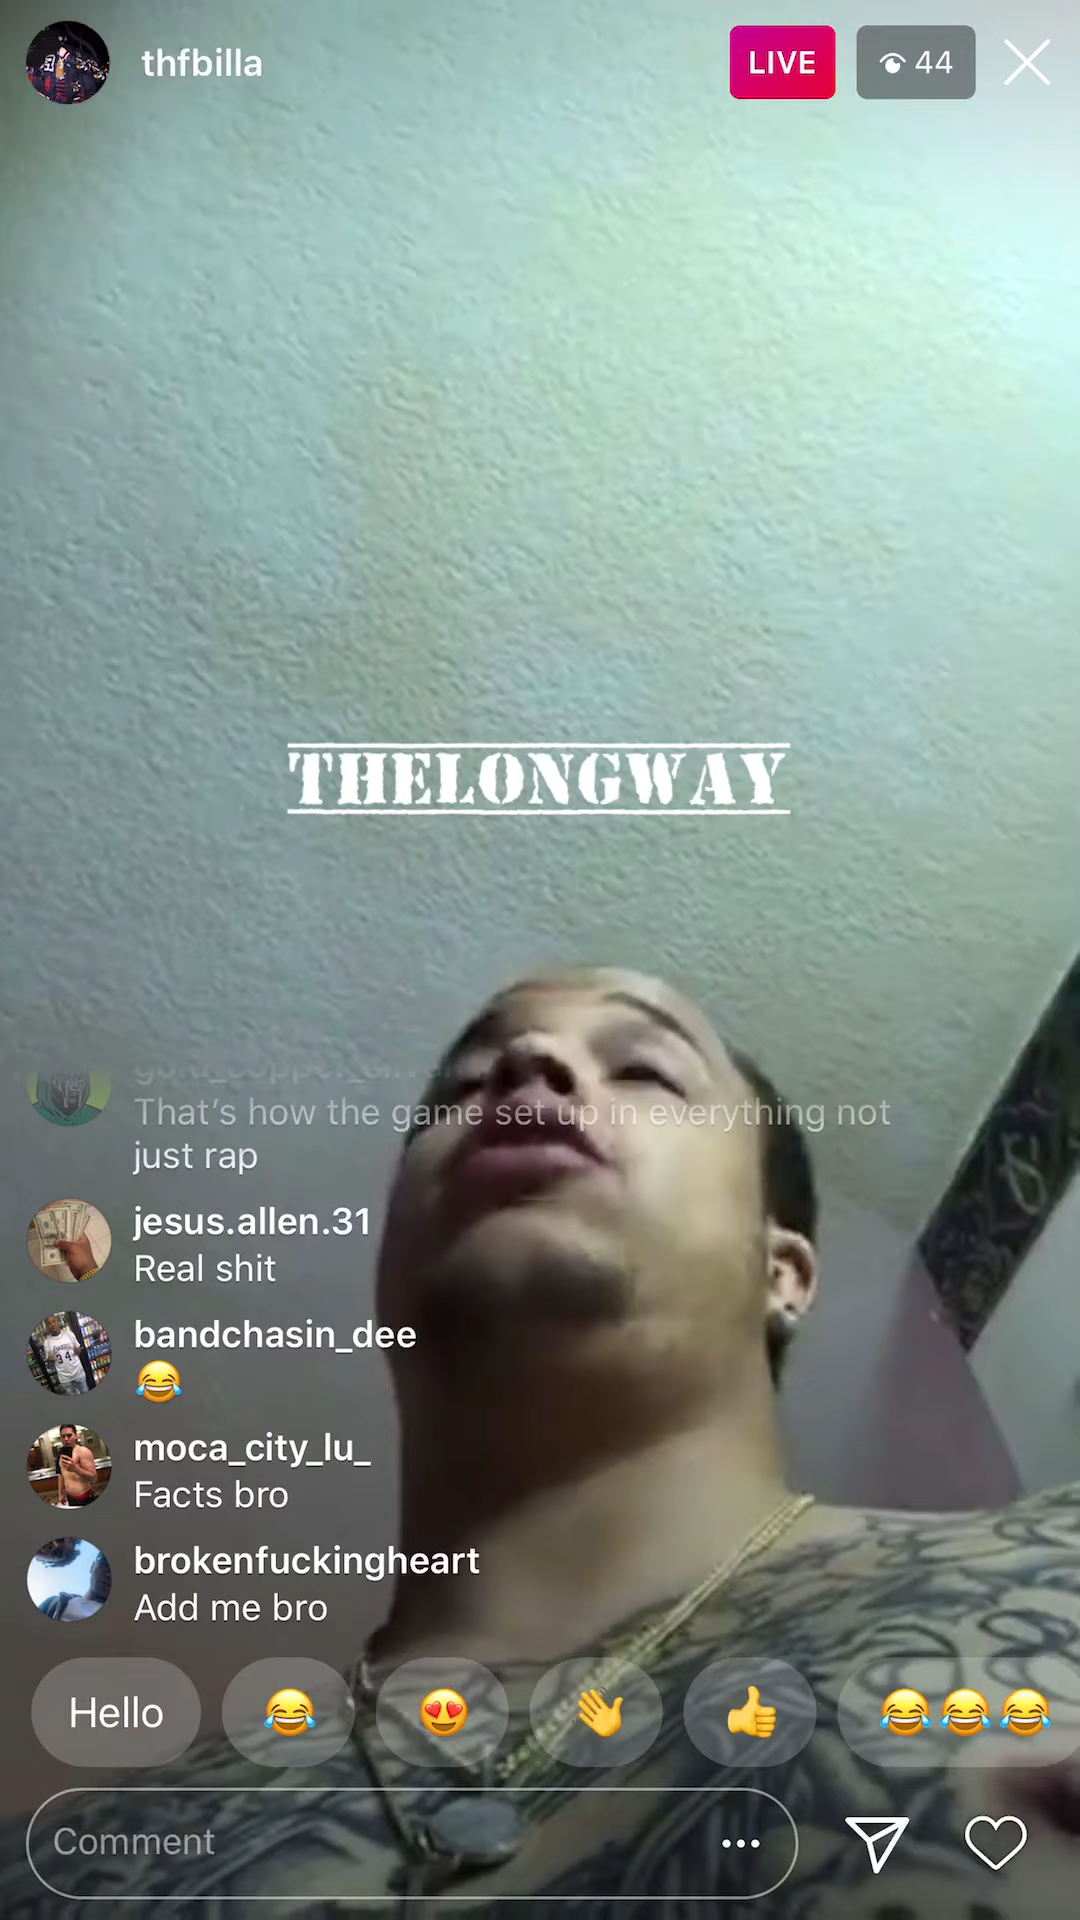 thfbilla
LIVE
44
THELONGWAY
That's how the game set up in everything not
just rap
jesus.allen.31
Real shit
bandchasin_dee
😂
moca_city_lu_
Facts bro
brokenfuckingheart
Add me bro
Hello 😂 😍 👋 👍 😂😂😂
Comment